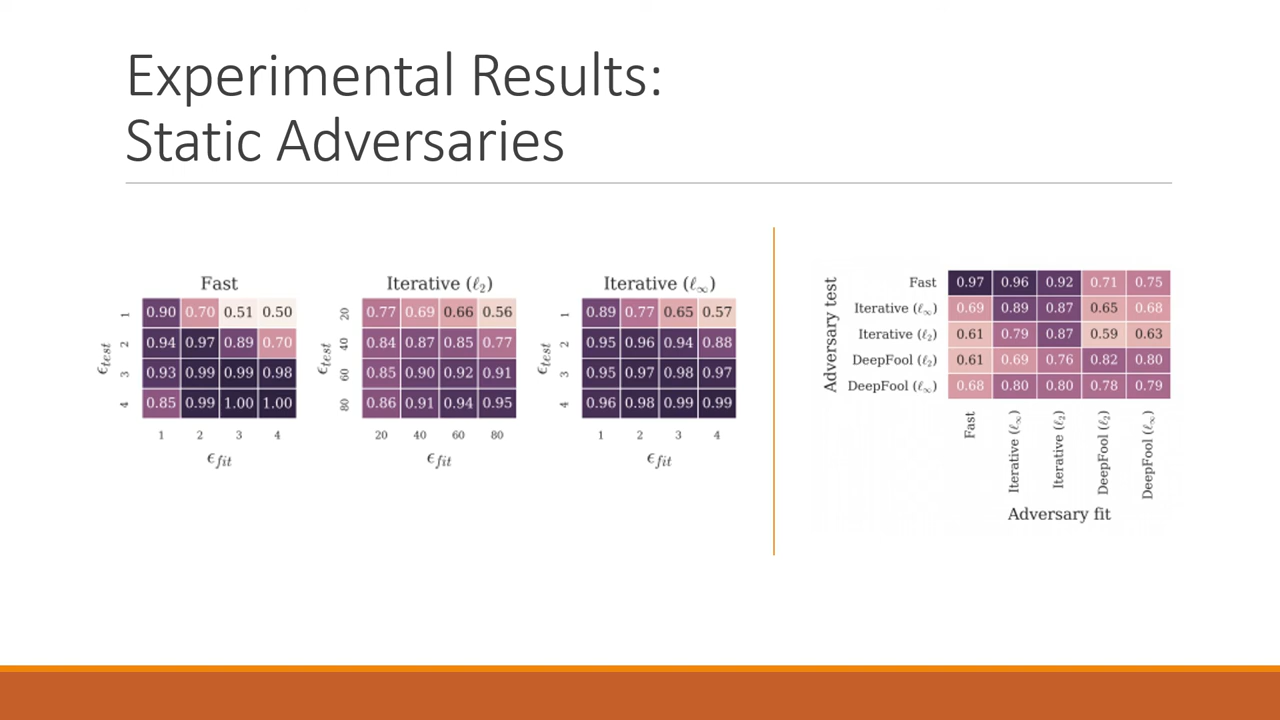 Experimental Results:
Static Adversaries
Fast
ϵtest
1 0.90 0.70 0.51 0.50
2 0.94 0.97 0.89 0.70
3 0.93 0.99 0.99 0.98
4 0.85 0.99 1.00 1.00
1 2 3 4
ϵfit
Iterative (ℓ2)
ϵtest
20 0.77 0.69 0.66 0.56
40 0.84 0.87 0.85 0.77
60 0.85 0.90 0.92 0.91
80 0.86 0.91 0.94 0.95
20 40 60 80
ϵfit
Iterative (ℓ∞)
ϵtest
1 0.89 0.77 0.65 0.57
2 0.95 0.96 0.94 0.88
3 0.95 0.97 0.98 0.97
4 0.96 0.98 0.99 0.99
1 2 3 4
ϵfit
Adversary test
Fast 0.97 0.96 0.92 0.71 0.75
Iterative (ℓ∞) 0.69 0.89 0.87 0.65 0.68
Iterative (ℓ2) 0.61 0.79 0.87 0.59 0.63
DeepFool (ℓ2) 0.61 0.69 0.76 0.82 0.80
DeepFool (ℓ∞) 0.68 0.80 0.80 0.78 0.79
Fast
Iterative (ℓ∞)
Iterative (ℓ2)
DeepFool (ℓ2)
DeepFool (ℓ∞)
Adversary fit